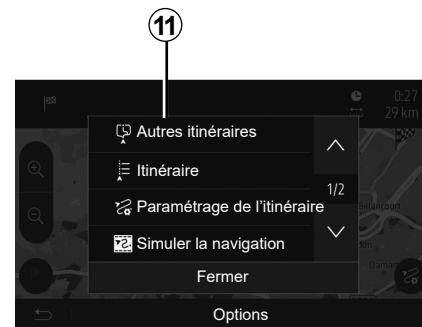 11
0:27
29 km
Autres itinéraires
Itinéraire
1/2
Paramétrage de l'itinéraire
Simuler la navigation
Fermer
Options